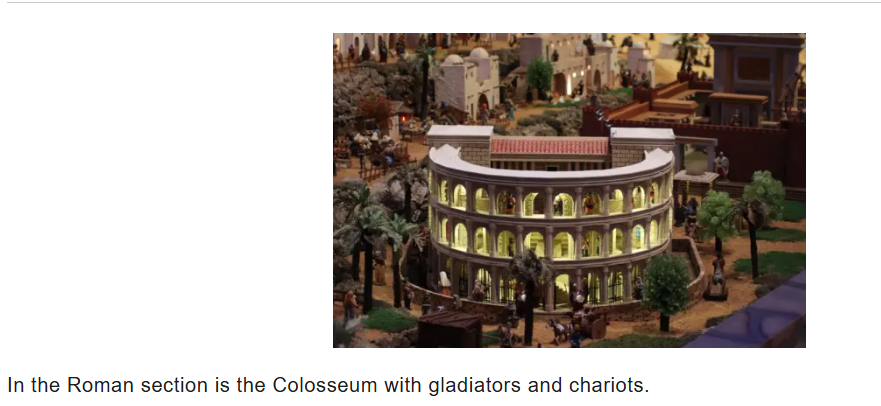 In the Roman section is the Colosseum with gladiators and chariots.